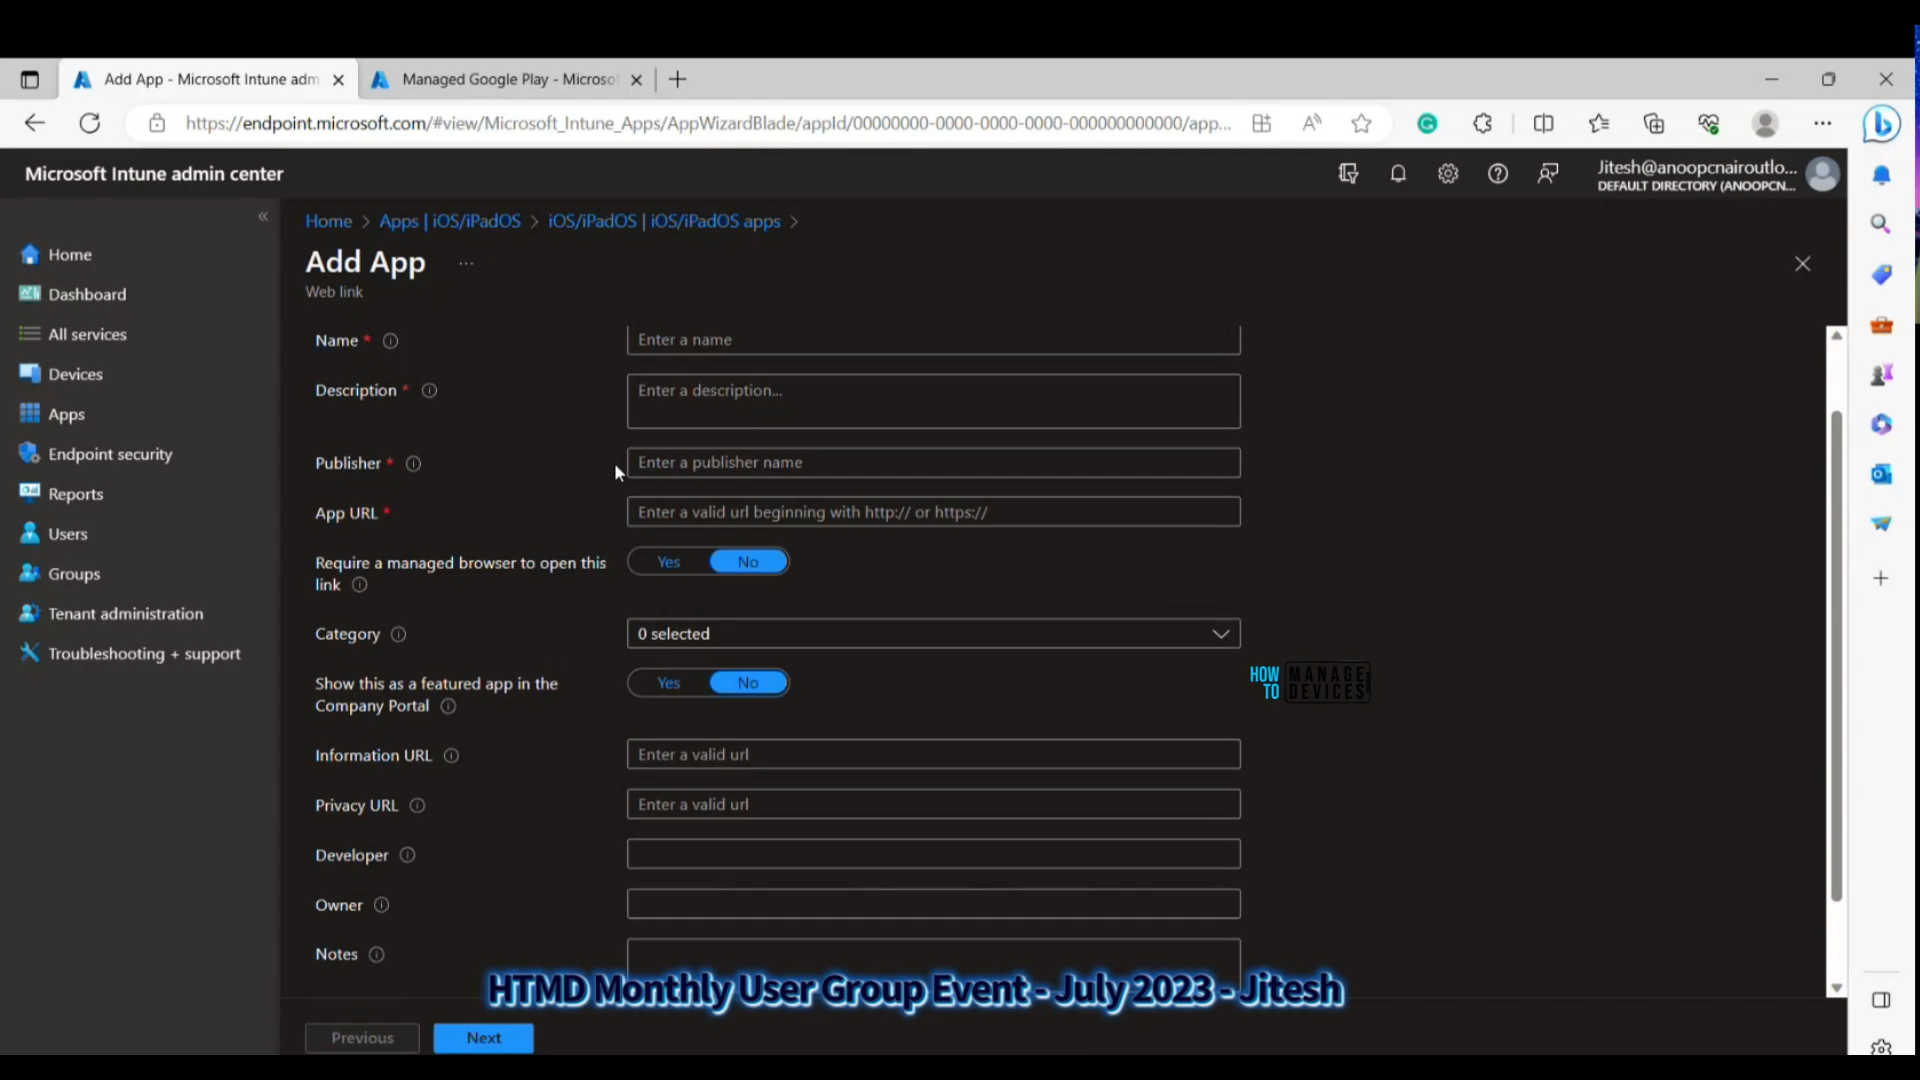 Add App - Microsoft Intune adm
Managed Google Play - Microsof
https://endpoint.microsoft.com/#view/Microsoft_Intune_Apps/AppWizardBlade/appId/00000000-0000-0000-0000-000000000000/app...
Microsoft Intune admin center
Jitesh@anoopcnairoutlo...
DEFAULT DIRECTORY (ANOOPCN...
Home
Dashboard
All services
Devices
Apps
Endpoint security
Reports
Users
Groups
Tenant administration
Troubleshooting + support
Home > Apps | iOS/iPadOS > iOS/iPadOS | iOS/iPadOS apps >
Add App ...
Web link
Name * Enter a name
Description * Enter a description...
Publisher * Enter a publisher name
App URL * Enter a valid url beginning with http:// or https://
Require a managed browser to open this
link
Yes No
Category 0 selected
Show this as a featured app in the
Company Portal
Yes No
HOW TO MANAGE DEVICES
Information URL Enter a valid url
Privacy URL Enter a valid url
Developer
Owner
Notes
HTMD Monthly User Group Event - July 2023 - Jitesh
Previous Next